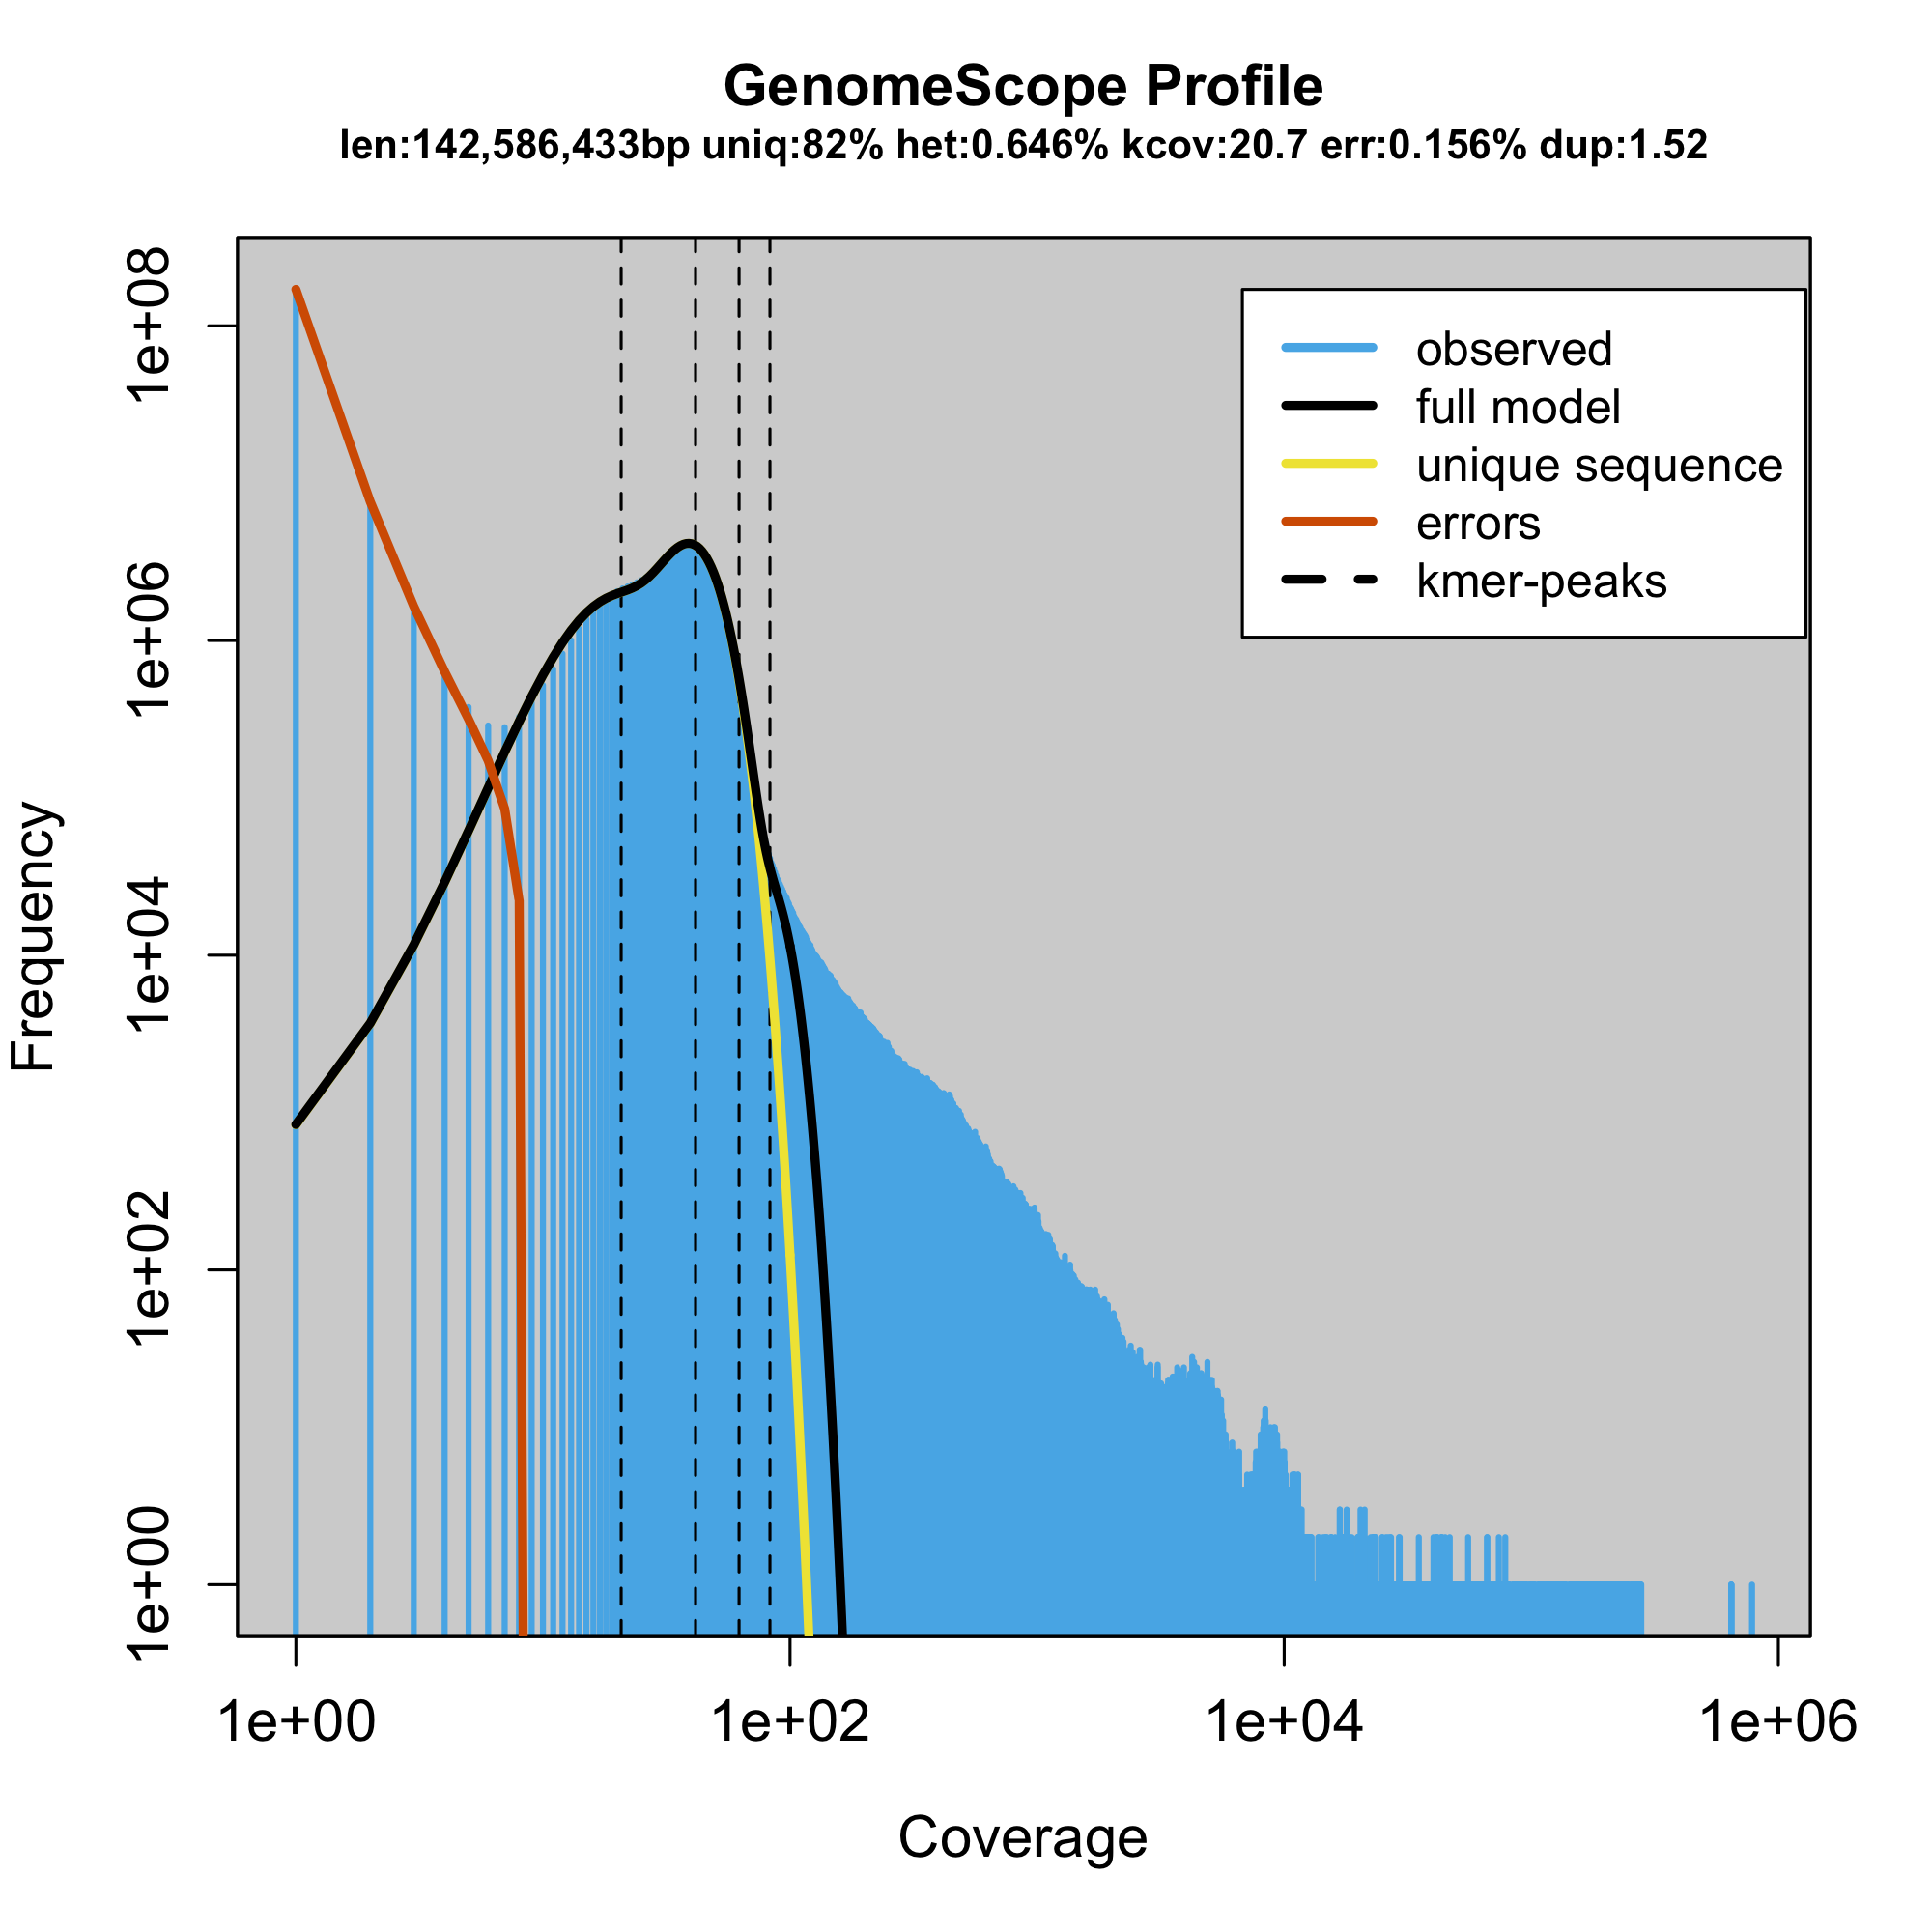 GenomeScope Profile
len:142,586,433bp uniq:82% het:0.646% kcov:20.7 err:0.156% dup:1.52
Frequency
1e+08
1e+06
1e+04
1e+02
1e+00
observed
full model
unique sequence
errors
kmer-peaks
1e+00 1e+02 1e+04 1e+06
Coverage